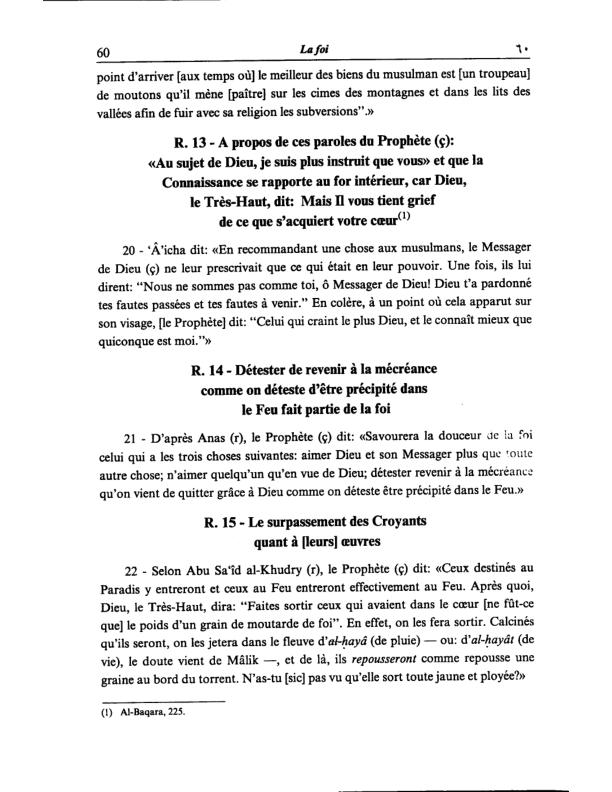 60 La foi ٦٠
point d'arriver [aux temps où] le meilleur des biens du musulman est [un troupeau]
de moutons qu'il mène [paître] sur les cimes des montagnes et dans les lits des
vallées afin de fuir avec sa religion les subversions".»
R. 13 - A propos de ces paroles du Prophète (ç):
«Au sujet de Dieu, je suis plus instruit que vous» et que la
Connaissance se rapporte au for intérieur, car Dieu,
le Très-Haut, dit: Mais Il vous tient grief
de ce que s'acquiert votre cœur(1)
20 - 'Â'icha dit: «En recommandant une chose aux musulmans, le Messager
de Dieu (ç) ne leur prescrivait que ce qui était en leur pouvoir. Une fois, ils lui
dirent: "Nous ne sommes pas comme toi, ô Messager de Dieu! Dieu t'a pardonné
tes fautes passées et tes fautes à venir." En colère, à un point où cela apparut sur
son visage, [le Prophète] dit: "Celui qui craint le plus Dieu, et le connaît mieux que
quiconque est moi."»
R. 14 - Détester de revenir à la mécréance
comme on déteste d'être précipité dans
le Feu fait partie de la foi
21 - D'après Anas (r), le Prophète (ç) dit: «Savourera la douceur de la foi
celui qui a les trois choses suivantes: aimer Dieu et son Messager plus que toute
autre chose; n'aimer quelqu'un qu'en vue de Dieu; détester revenir à la mécréance
qu'on vient de quitter grâce à Dieu comme on déteste être précipité dans le Feu.»
R. 15 - Le surpassement des Croyants
quant à [leurs] œuvres
22 - Selon Abu Sa'îd al-Khudry (r), le Prophète (ç) dit: «Ceux destinés au
Paradis y entreront et ceux au Feu entreront effectivement au Feu. Après quoi,
Dieu, le Très-Haut, dira: "Faites sortir ceux qui avaient dans le cœur [ne fût-ce
que] le poids d'un grain de moutarde de foi". En effet, on les fera sortir. Calcinés
qu'ils seront, on les jetera dans le fleuve d'al-ḥayâ (de pluie) — ou: d'al-ḥayât (de
vie), le doute vient de Mâlik —, et de là, ils repousseront comme repousse une
graine au bord du torrent. N'as-tu [sic] pas vu qu'elle sort toute jaune et ployée?»
(1) Al-Baqara, 225.